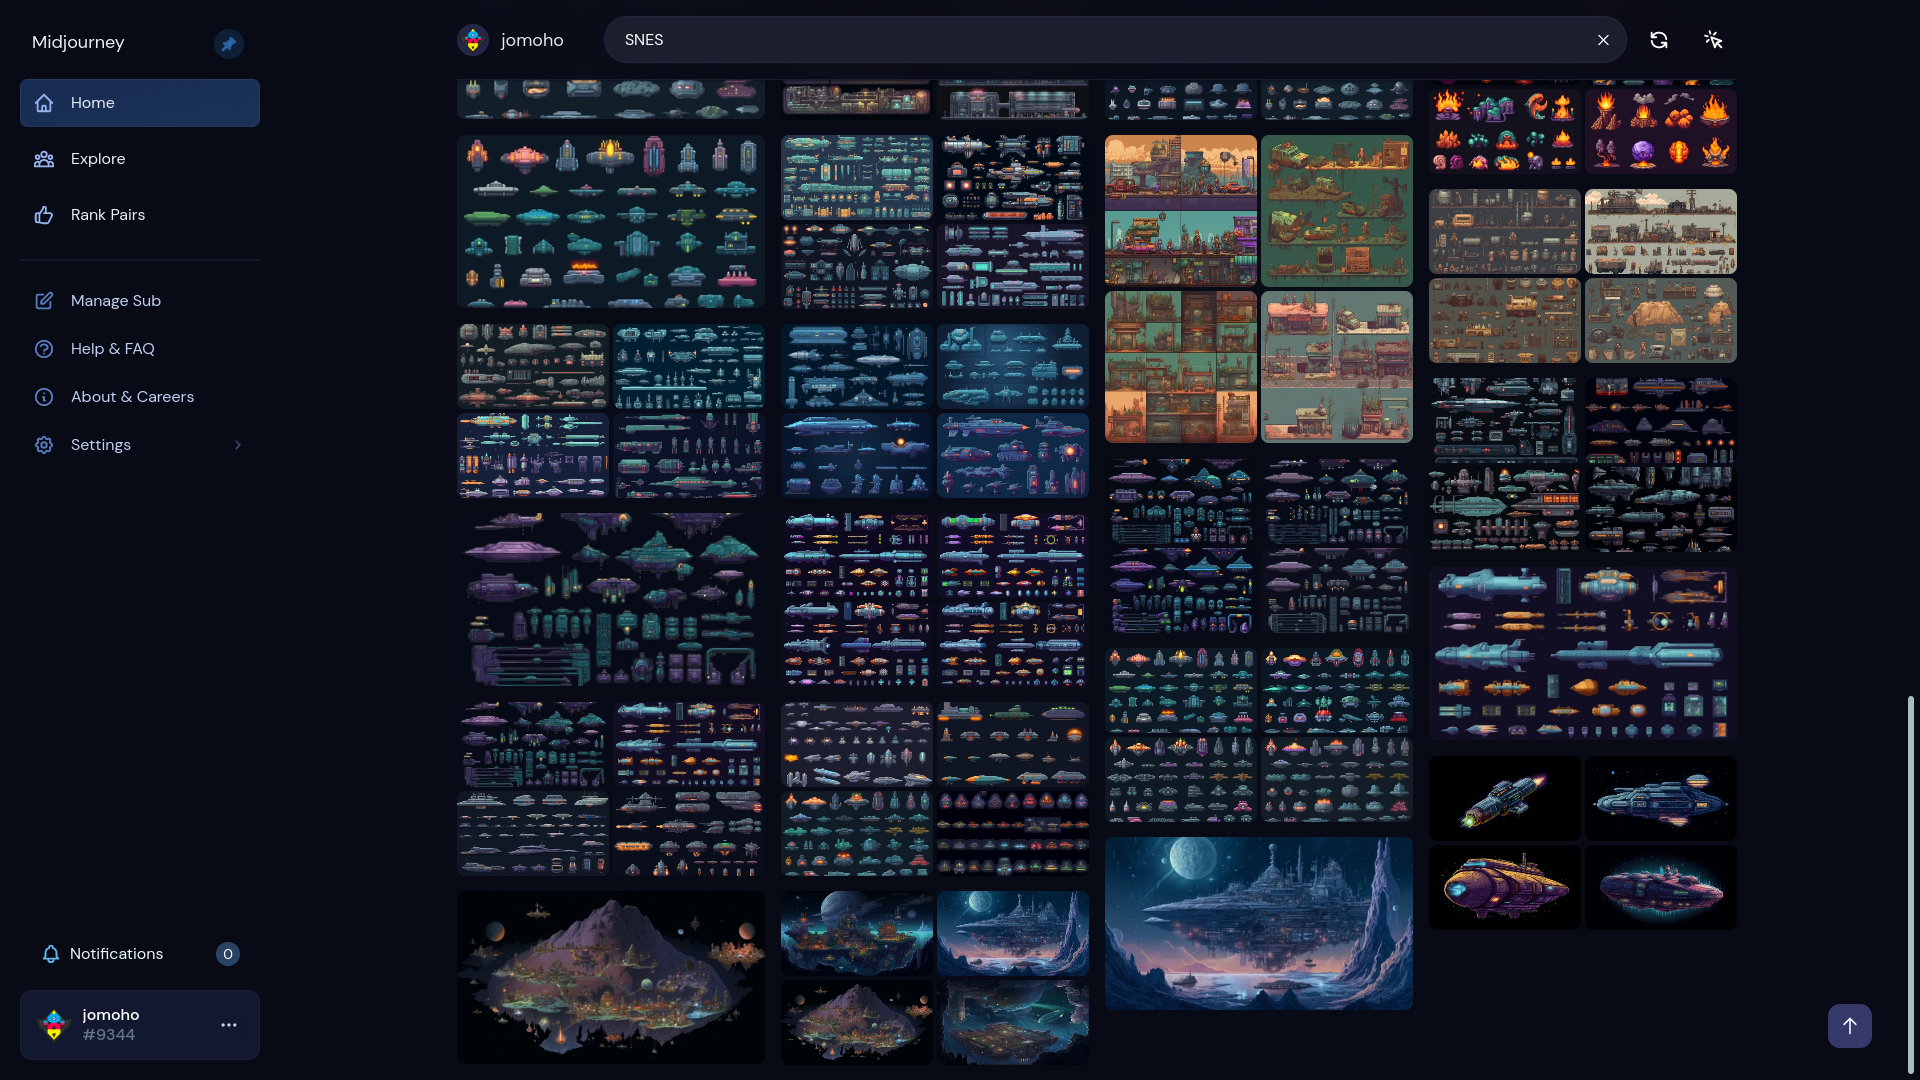 Midjourney
Home
Explore
Rank Pairs
Manage Sub
Help & FAQ
About & Careers
Settings
Notifications
0
jomoho
#9344
jomoho
SNES